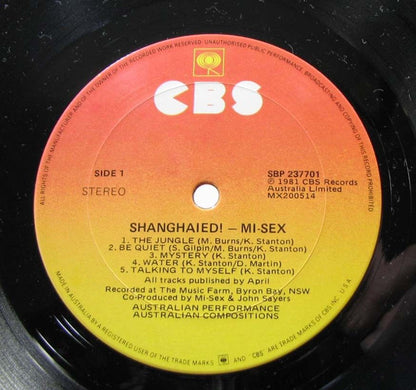 ALL RIGHTS OF THE MANUFACTURER AND OF THE OWNER OF THE RECORDED WORK RESERVED. UNAUTHORISED PUBLIC PERFORMANCE, BROADCASTING AND COPYING OF THIS RECORD PROHIBITED.
CBS
SIDE 1
STEREO
SBP 237701
℗ 1981 CBS Records
Australia Limited
MX200514
SHANGHAIED! – MI-SEX
1. THE JUNGLE (M. Burns/K. Stanton)
2. BE QUIET (S. Gilpin/M. Burns/K. Stanton)
3. MYSTERY (K. Stanton)
4. WATER (K. Stanton/D. Martin)
5. TALKING TO MYSELF (K. Stanton)
All tracks published by April
Recorded at The Music Farm, Byron Bay, NSW
Co-Produced by Mi-Sex & John Sayers
AUSTRALIAN PERFORMANCE
AUSTRALIAN COMPOSITIONS
MADE IN AUSTRALIA BY A REGISTERED USER OF THE TRADE MARKS AND CBS ARE TRADE MARKS OF CBS INC. U.S.A.